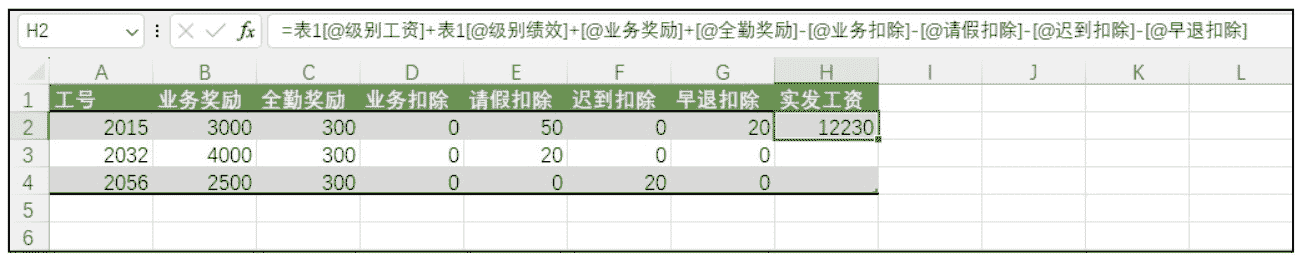 H2 fx =表1[@级别工资]+表1[@级别绩效]+[@业务奖励]+[@全勤奖励]-[@业务扣除]-[@请假扣除]-[@迟到扣除]-[@早退扣除]
A B C D E F G H I J K L
1 工号 业务奖励 全勤奖励 业务扣除 请假扣除 迟到扣除 早退扣除 实发工资
2 2015 3000 300 0 50 0 20 12230
3 2032 4000 300 0 20 0 0
4 2056 2500 300 0 0 20 0
5
6